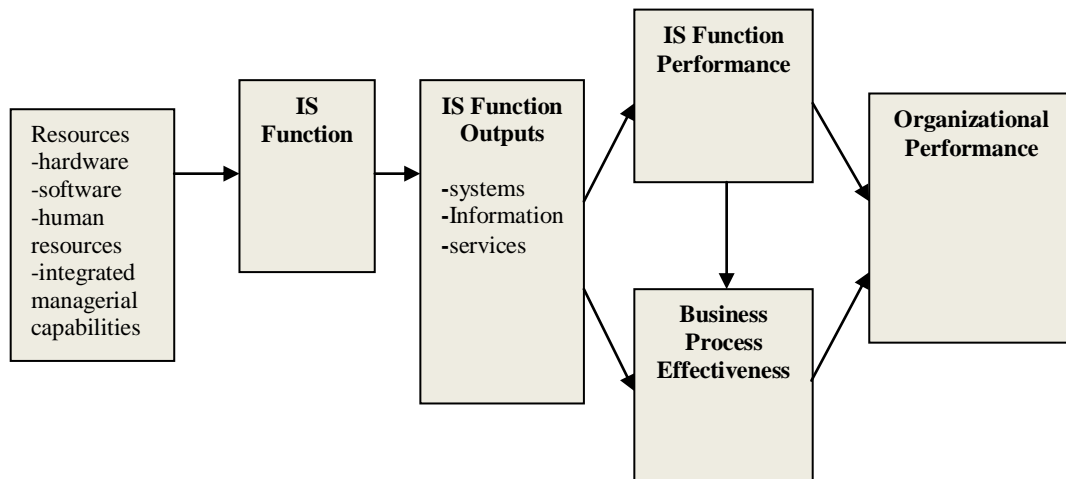 Resources
-hardware
-software
-human
resources
-integrated
managerial
capabilities
IS
Function
IS Function
Outputs
-systems
-Information
-services
IS Function
Performance
Business
Process
Effectiveness
Organizational
Performance